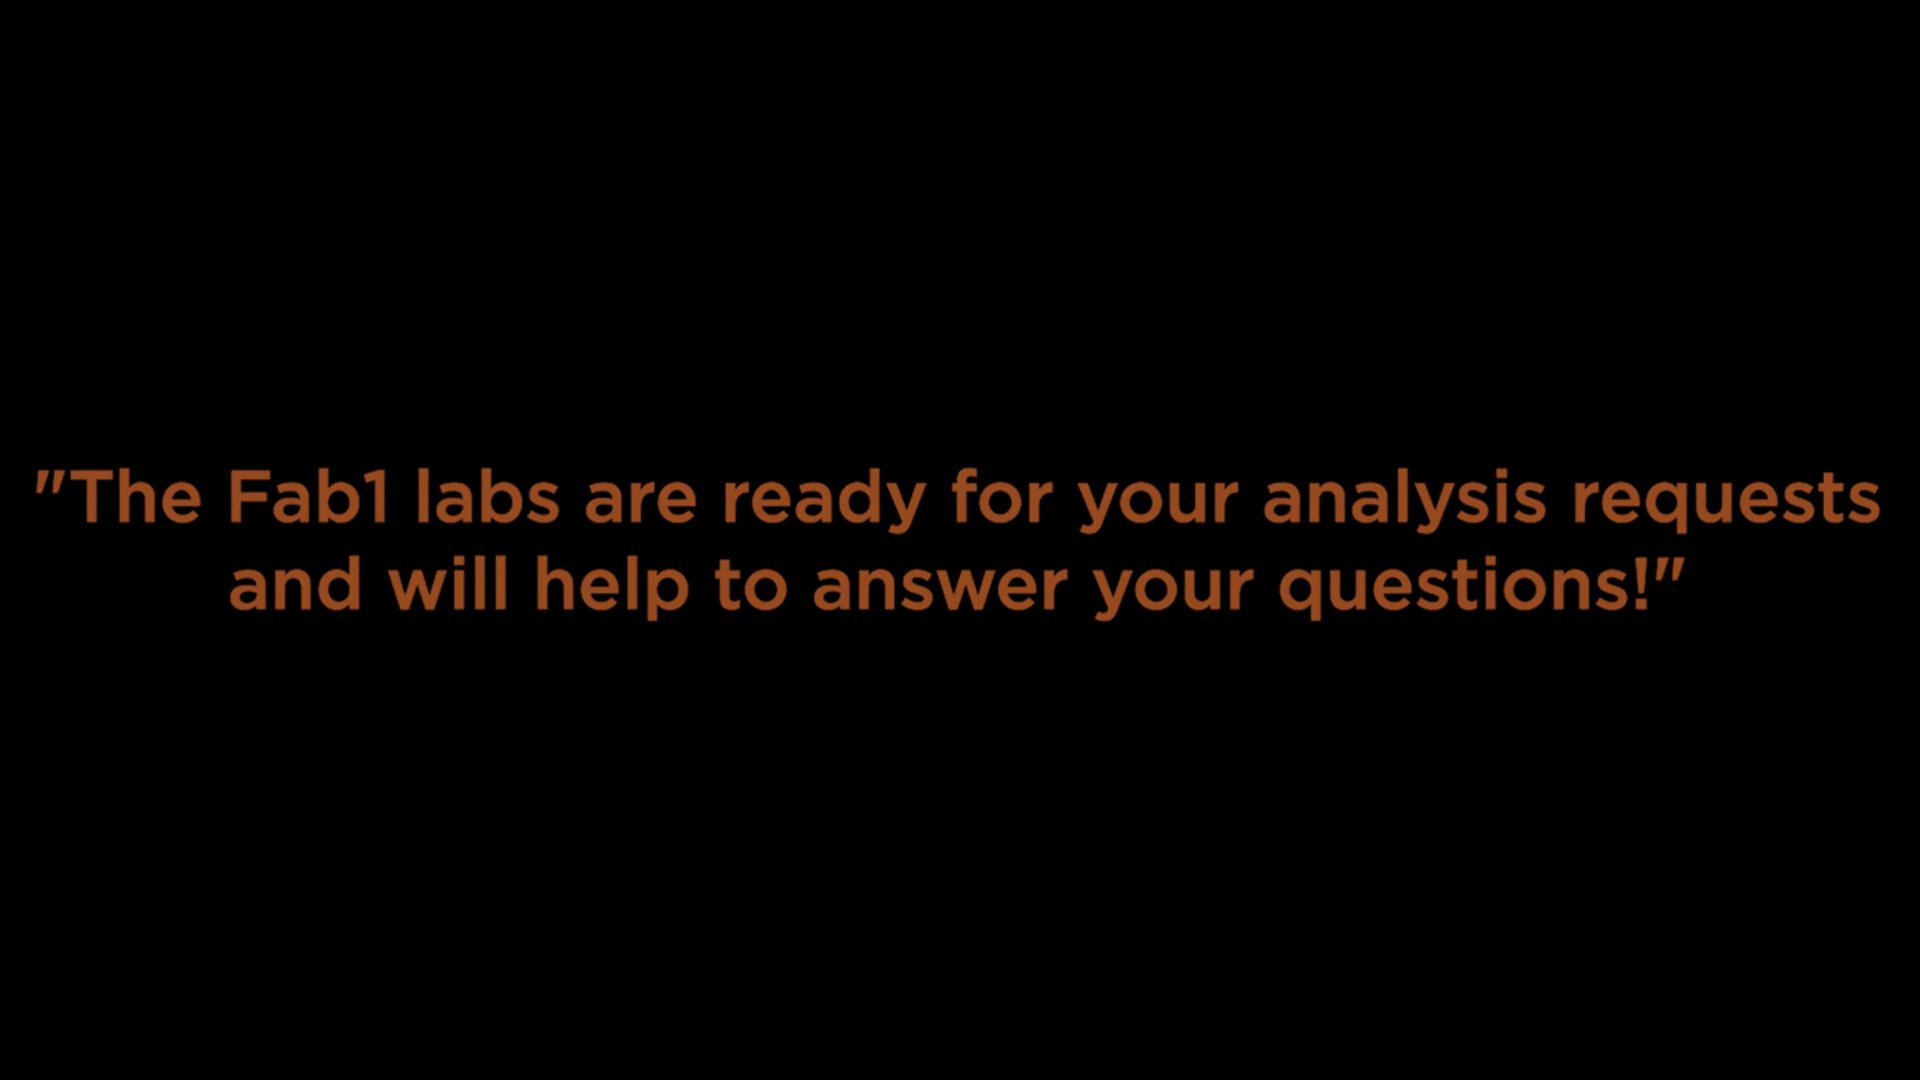 "The Fab1 labs are ready for your analysis requests
and will help to answer your questions!"